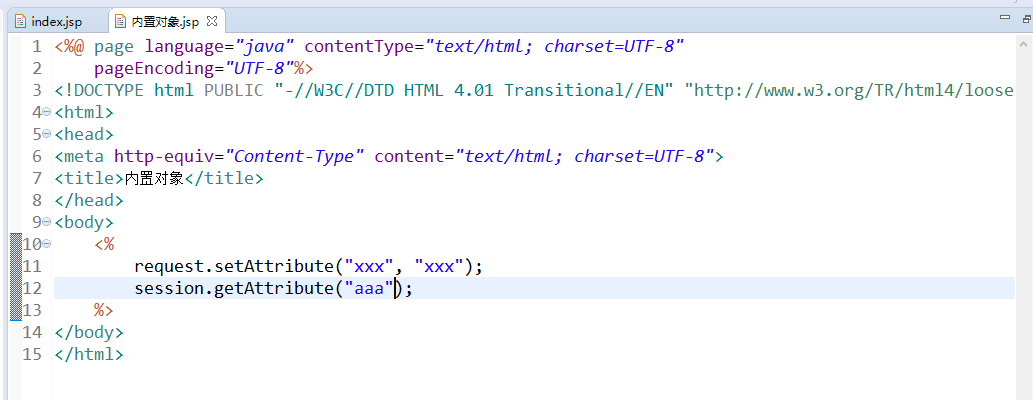 index.jsp
内置对象.jsp
1 <%@ page language="java" contentType="text/html; charset=UTF-8"
2 pageEncoding="UTF-8"%>
3 <!DOCTYPE html PUBLIC "-//W3C//DTD HTML 4.01 Transitional//EN" "http://www.w3.org/TR/html4/loose
4 <html>
5 <head>
6 <meta http-equiv="Content-Type" content="text/html; charset=UTF-8">
7 <title>内置对象</title>
8 </head>
9 <body>
10 <%
11 request.setAttribute("xxx", "xxx");
12 session.getAttribute("aaa");
13 %>
14 </body>
15 </html>